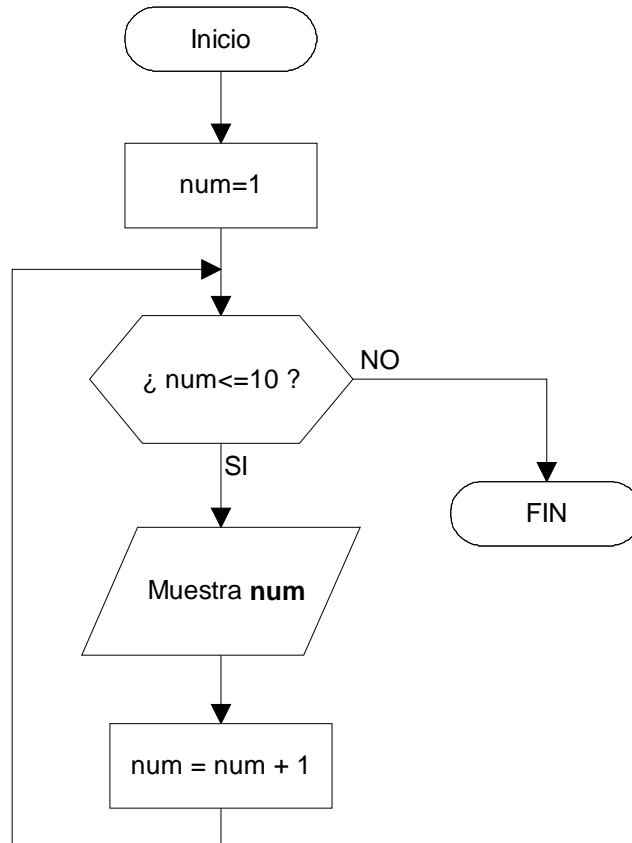 Inicio
num=1
¿ num<=10 ?
NO
SI
FIN
Muestra num
num = num + 1